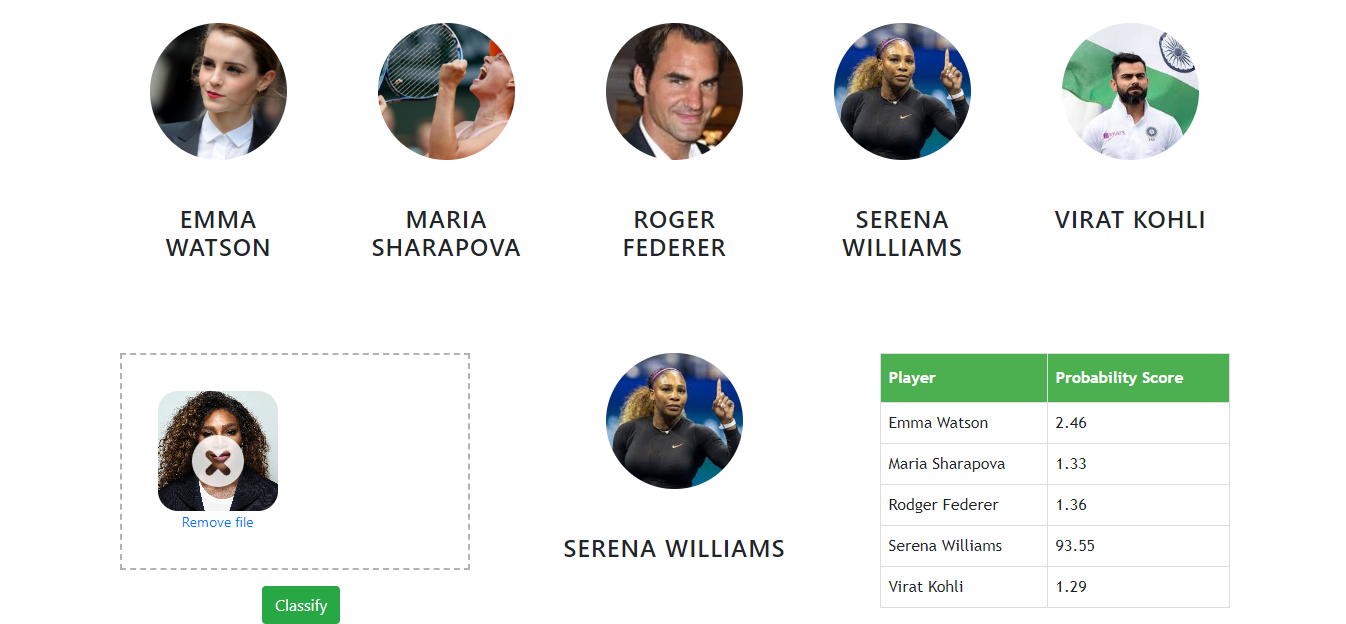 EMMA
WATSON
MARIA
SHARAPOVA
ROGER
FEDERER
SERENA
WILLIAMS
VIRAT KOHLI
Remove file
Classify
SERENA WILLIAMS
Player Probability Score
Emma Watson 2.46
Maria Sharapova 1.33
Rodger Federer 1.36
Serena Williams 93.55
Virat Kohli 1.29